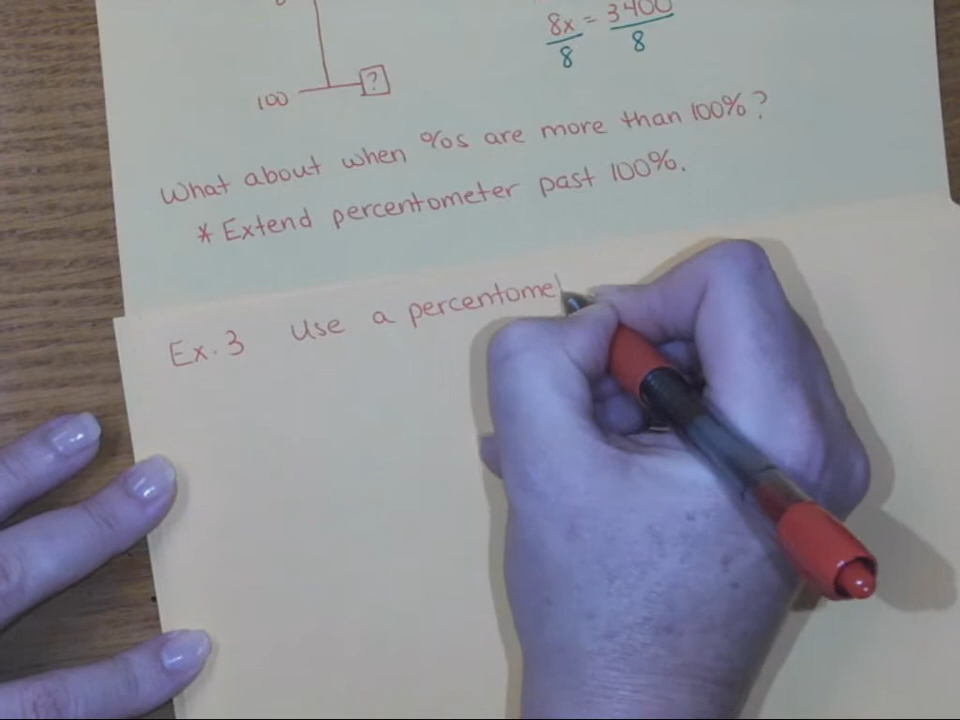 8x = 3400
8 8
100 ?
What about when %s are more than 100%?
* Extend percentometer past 100%.
Ex. 3 Use a percentome